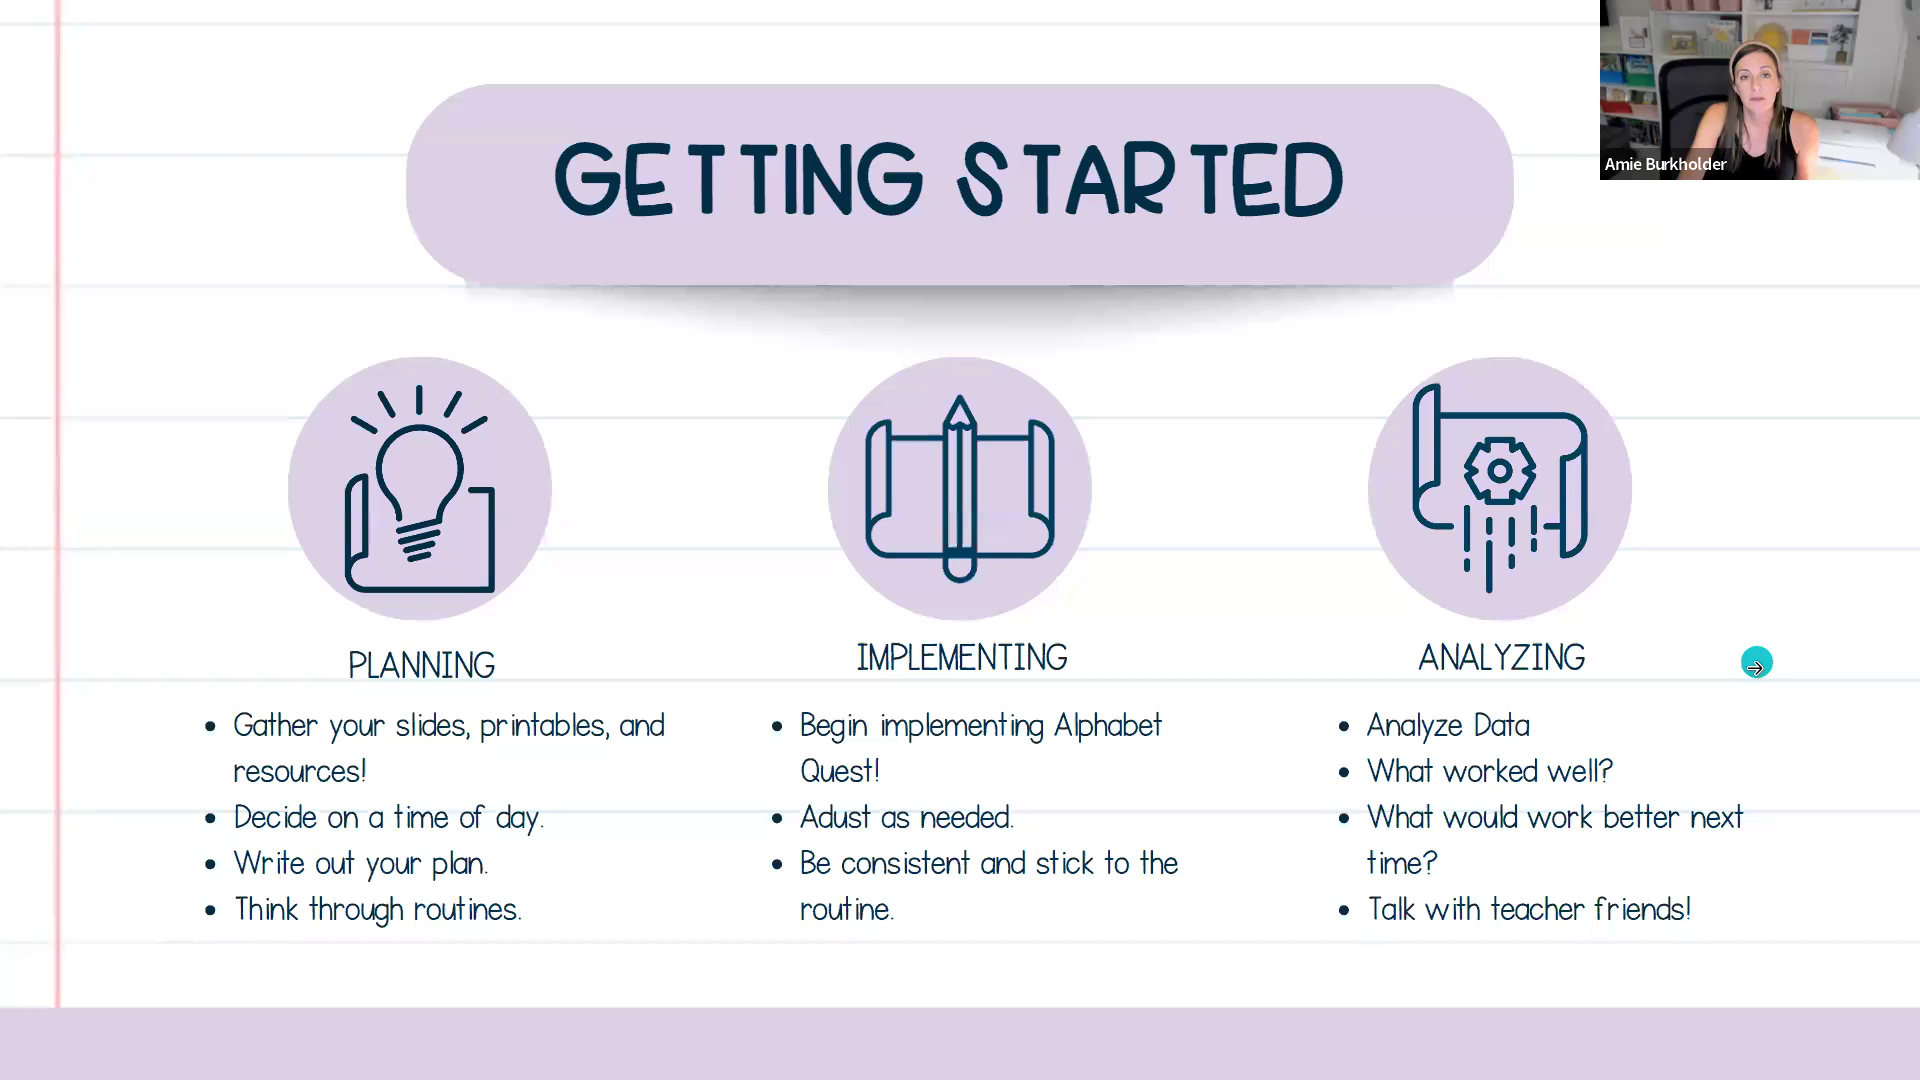 GETTING STARTED
Amie Burkholder
PLANNING
Gather your slides, printables, and
resources!
Decide on a time of day.
Write out your plan.
Think through routines.
IMPLEMENTING
Begin implementing Alphabet
Quest!
Adust as needed.
Be consistent and stick to the
routine.
ANALYZING
Analyze Data
What worked well?
What would work better next
time?
Talk with teacher friends!